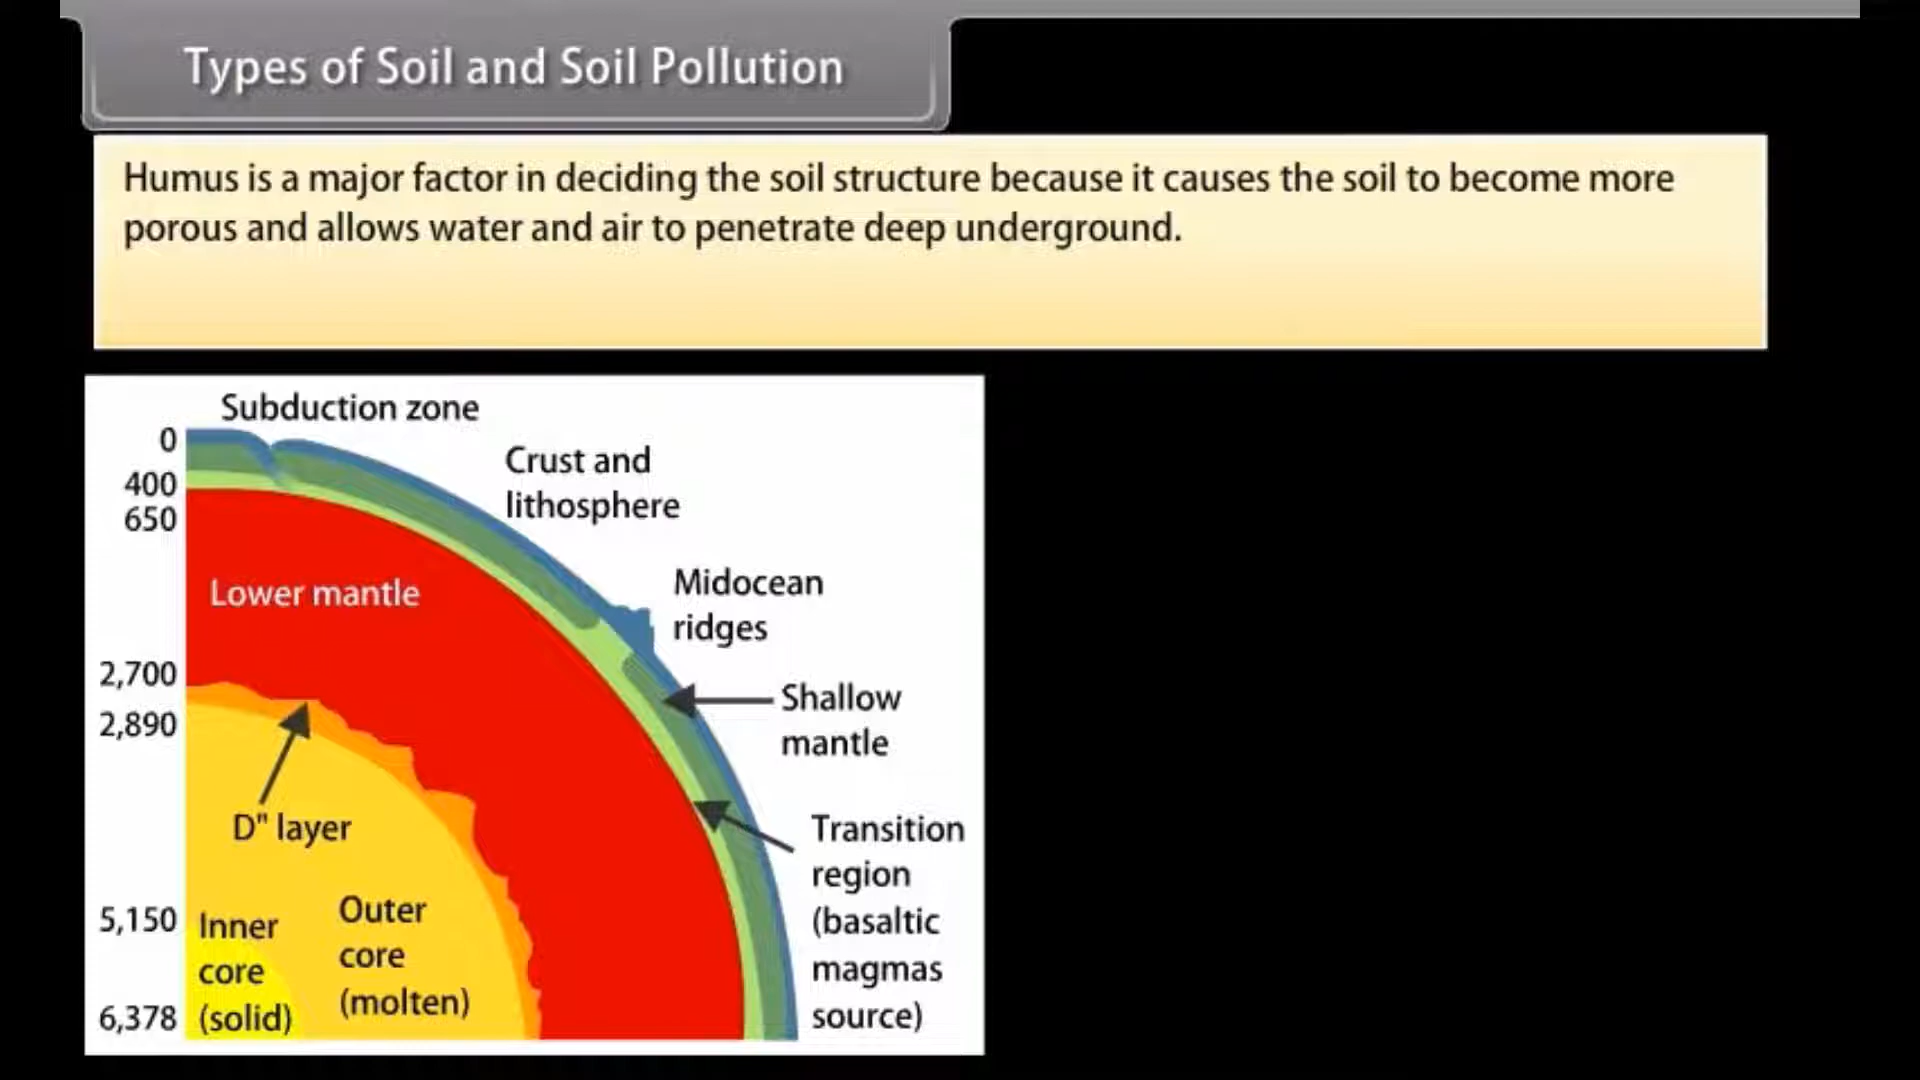 Types of Soil and Soil Pollution
Humus is a major factor in deciding the soil structure because it causes the soil to become more
porous and allows water and air to penetrate deep underground.
Subduction zone
0
400
650
Crust and
lithosphere
Lower mantle
Midocean
ridges
2,700
2,890
Shallow
mantle
D" layer
Transition
region
(basaltic
magmas
source)
5,150
Inner
core
(solid)
Outer
core
(molten)
6,378